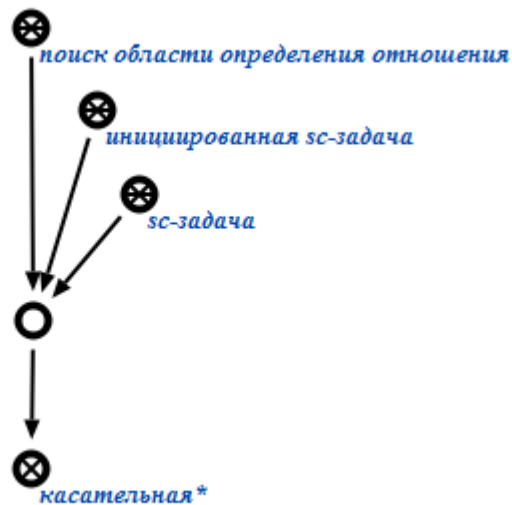 поиск области определения отношения
инициированная sc-задача
sc-задача
касательная*